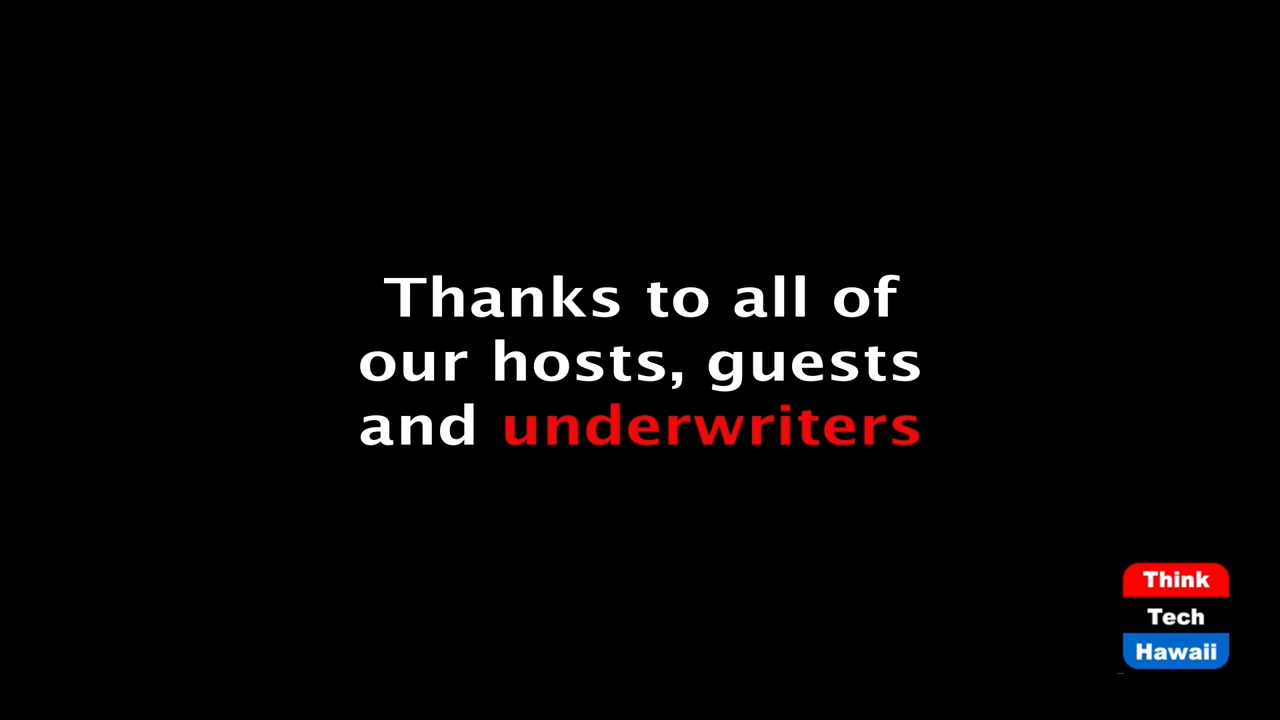 Thanks to all of
our hosts, guests
and underwriters
Think
Tech
Hawaii